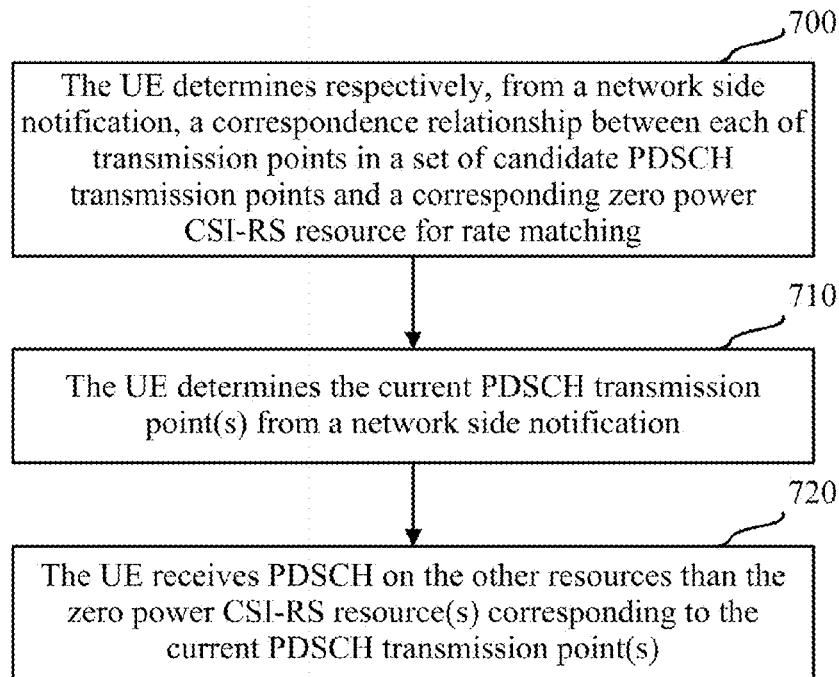 700
The UE determines respectively, from a network side
notification, a correspondence relationship between each of
transmission points in a set of candidate PDSCH
transmission points and a corresponding zero power
CSI-RS resource for rate matching
710
The UE determines the current PDSCH transmission
point(s) from a network side notification
720
The UE receives PDSCH on the other resources than the
zero power CSI-RS resource(s) corresponding to the
current PDSCH transmission point(s)